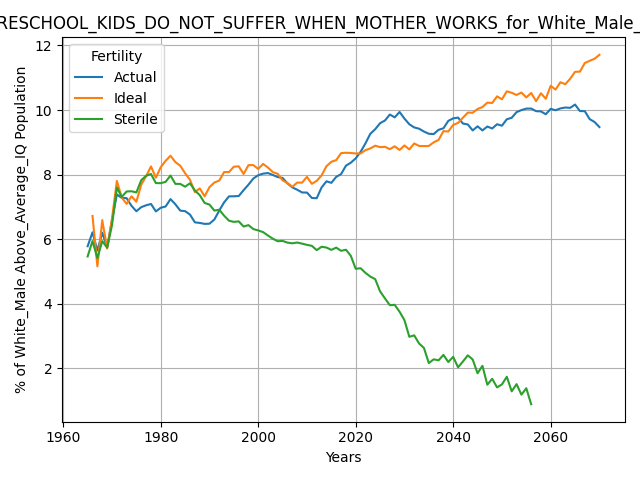 RESCHOOL_KIDS_DO_NOT_SUFFER_WHEN_MOTHER_WORKS_for_White_Male_
12
10
8
6
4
2
% of White_Male Above_Average_IQ Population
Fertility
Actual
Ideal
Sterile
1960 1980 2000 2020 2040 2060
Years